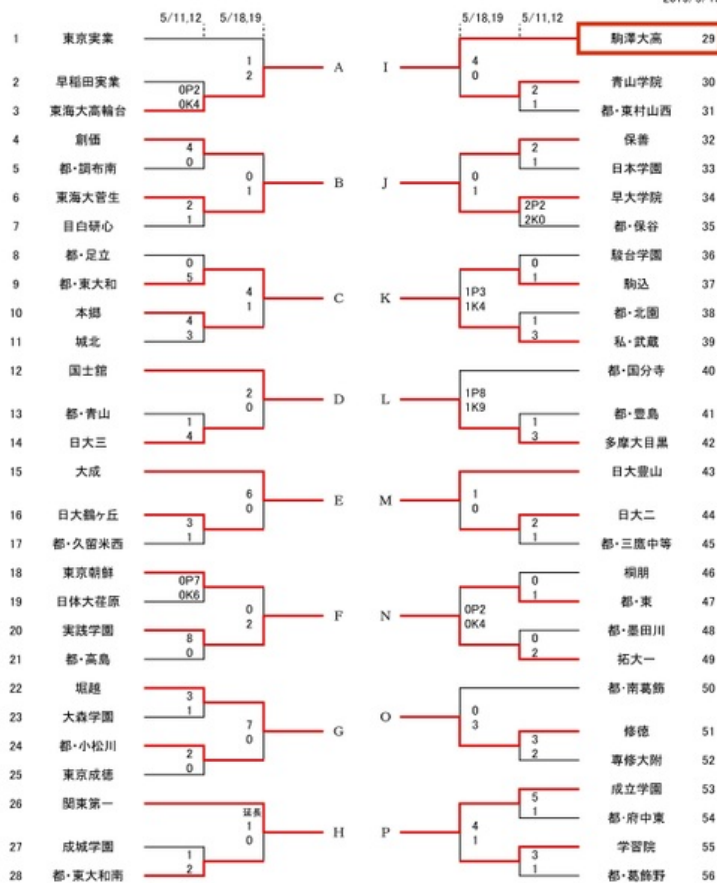 5/11,12 5/18,19 5/18,19 5/11,12
1 東京実業
1
2
A
2 早稲田実業
0P2
0K4
3 東海大高輪台
4 創価
4
0
5 都・調布南
0
1
B
6 東海大菅生
2
1
7 目白研心
8 都・足立
0
5
9 都・東大和
4
1
C
10 本郷
4
3
11 城北
12 国士館
2
0
D
13 都・青山
1
4
14 日大三
15 大成
6
0
E
16 日大鶴ヶ丘
3
1
17 都・久留米西
18 東京朝鮮
0P7
0K6
19 日体大荏原
0
2
F
20 実践学園
8
0
21 都・高島
22 堀越
3
1
23 大森学園
7
0
G
24 都・小松川
2
0
25 東京成徳
26 関東第一
延長
1
0
H
27 成城学園
1
2
28 都・東大和南
駒澤大高 29
4
0
I
青山学院 30
2
1
都・東村山西 31
保善 32
2
1
日本学園 33
0
1
J
早大学院 34
2P2
2K0
都・保谷 35
駿台学園 36
0
1
駒込 37
1P3
1K4
K
都・北園 38
1
3
私・武蔵 39
都・国分寺 40
1P8
1K9
L
都・豊島 41
1
3
多摩大目黒 42
日大豊山 43
1
0
M
日大二 44
2
1
都・三鷹中等 45
桐朋 46
0
1
都・東 47
0P2
0K4
N
都・墨田川 48
0
2
拓大一 49
都・南葛飾 50
0
3
O
修徳 51
3
2
専修大附 52
成立学園 53
5
1
都・府中東 54
4
1
P
学習院 55
3
1
都・葛飾野 56